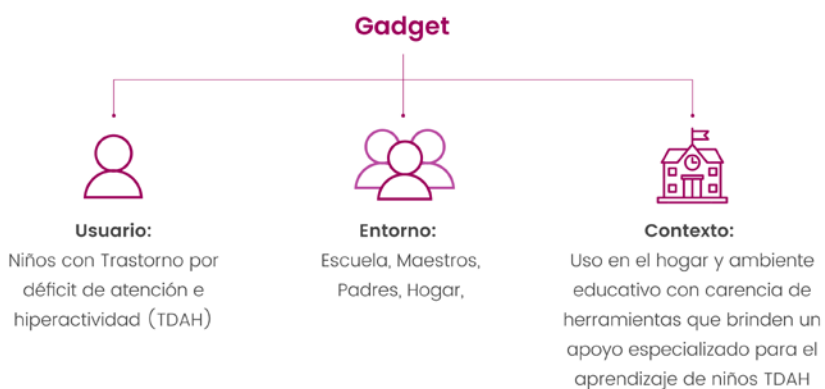 Gadget
Usuario:
Niños con Trastorno por
déficit de atención e
hiperactividad (TDAH)
Entorno:
Escuela, Maestros,
Padres, Hogar,
Contexto:
Uso en el hogar y ambiente
educativo con carencia de
herramientas que brinden un
apoyo especializado para el
aprendizaje de niños TDAH